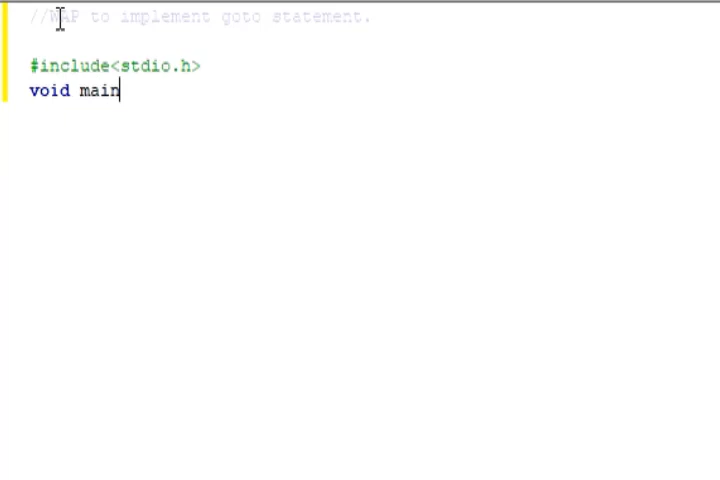 //WAP to implement goto statement.
#include<stdio.h>
void main